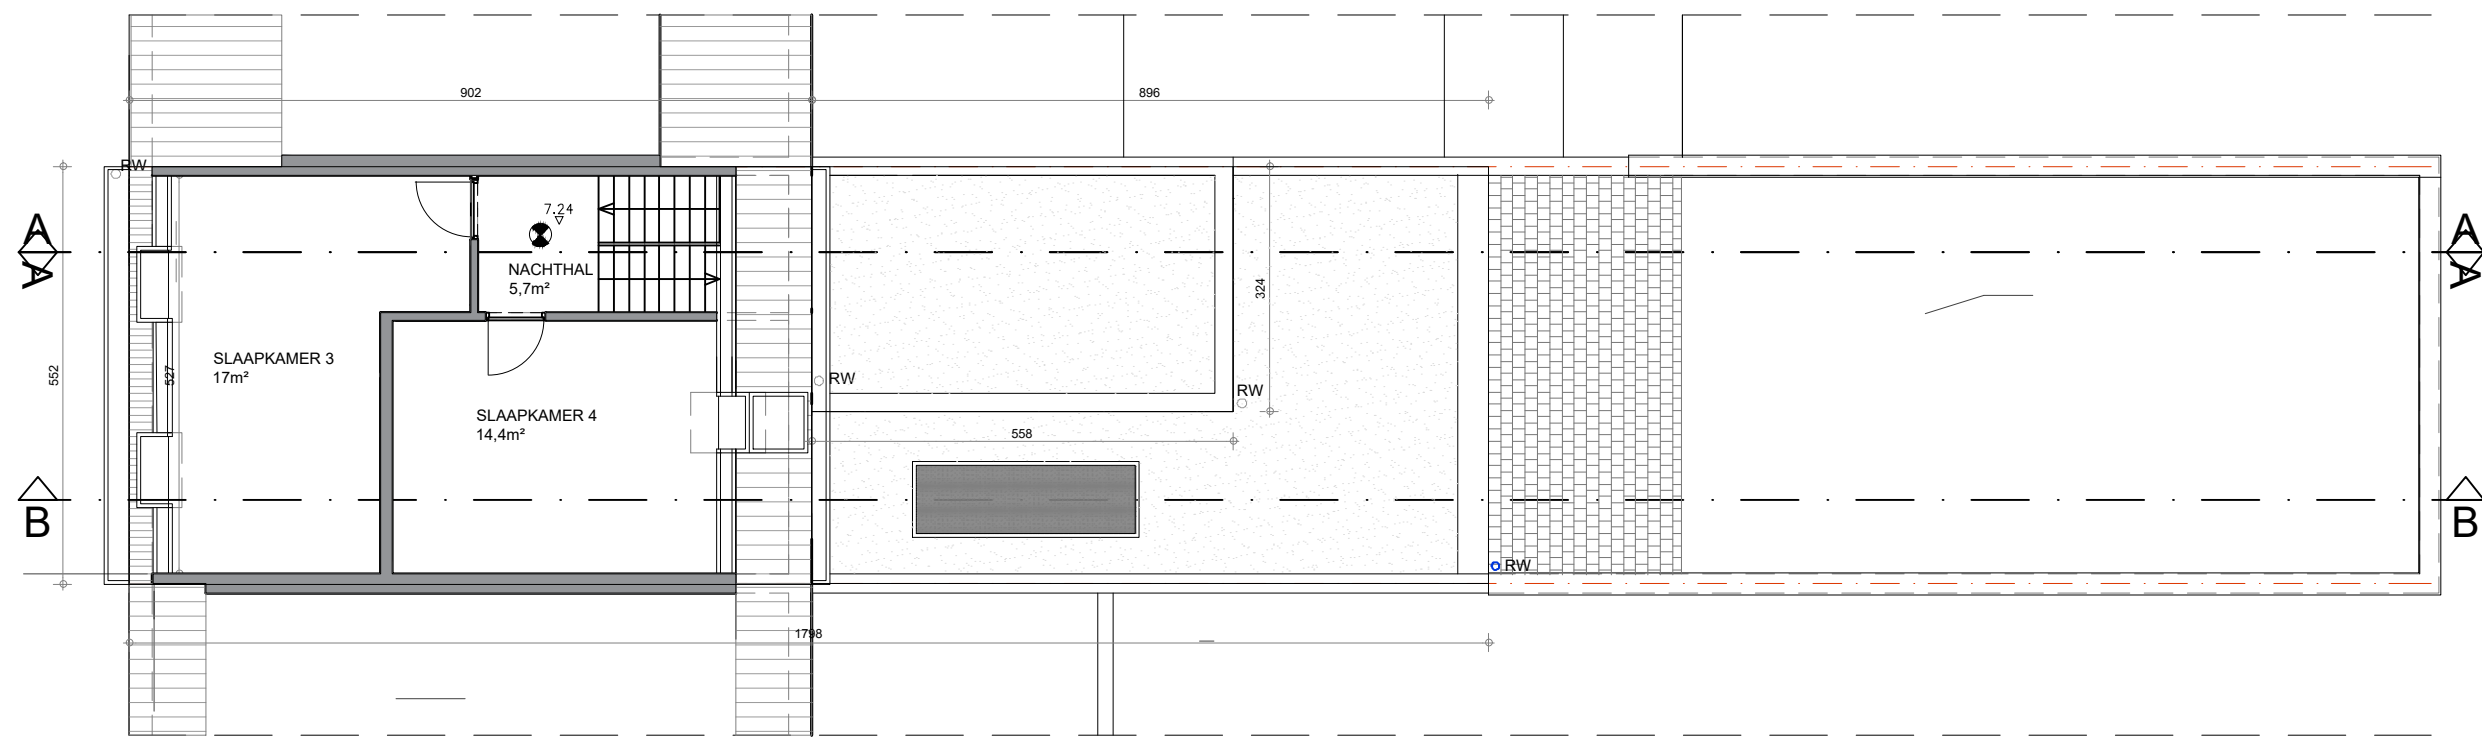 902
896
RW
A
A
7.24
NACHTHAL
5,7m²
324
A
A
552
527
SLAAPKAMER 3
17m²
RW
RW
SLAAPKAMER 4
14,4m²
558
B
B
RW
1798